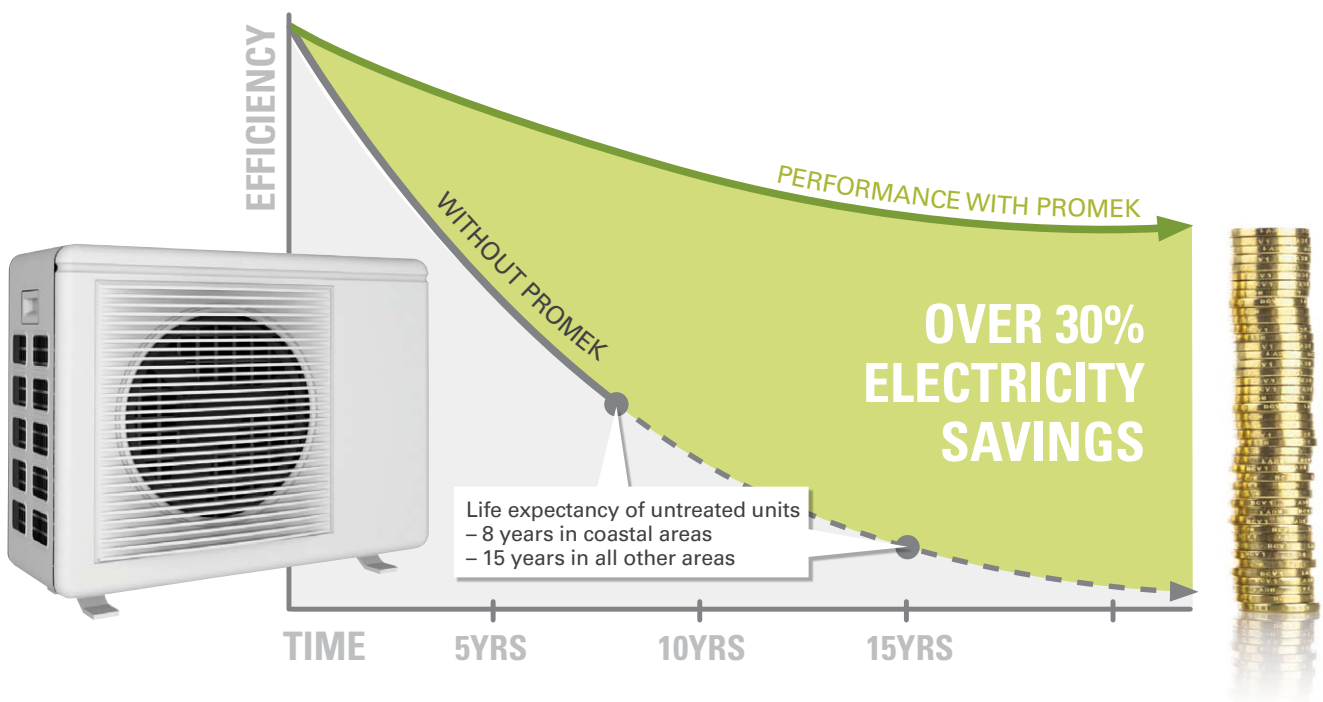 EFFICIENCY
PERFORMANCE WITH PROMEK
WITHOUT PROMEK
OVER 30%
ELECTRICITY
SAVINGS
Life expectancy of untreated units
– 8 years in coastal areas
– 15 years in all other areas
TIME
5YRS
10YRS
15YRS